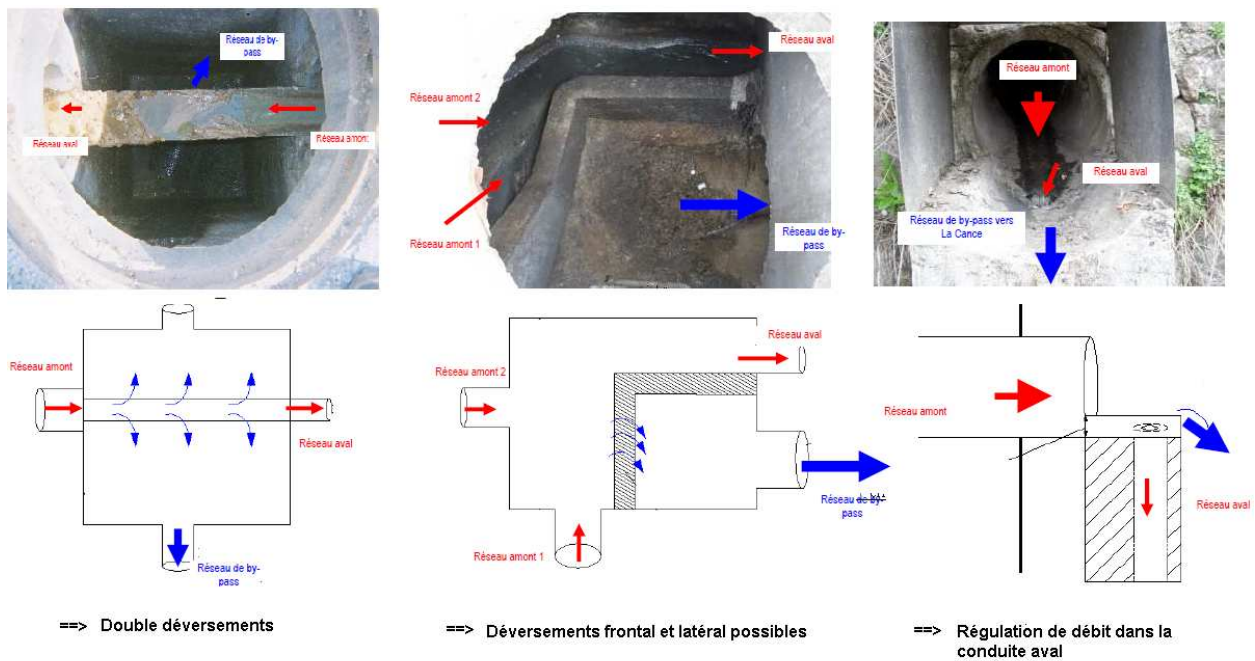 Réseau de by-
pass
Réseau aval
Réseau amont
Réseau aval
Réseau amont 2
Réseau amont 1
Réseau de by-
pass
Réseau amont
Réseau aval
Réseau de by-pass vers
La Cance
Réseau amont
Réseau aval
Réseau de by-
pass
Réseau aval
Réseau amont 2
Réseau de by-
pass
Réseau amont 1
Réseau amont
Réseau aval
==> Double déversements
==> Déversements frontal et latéral possibles
==> Régulation de débit dans la
conduite aval